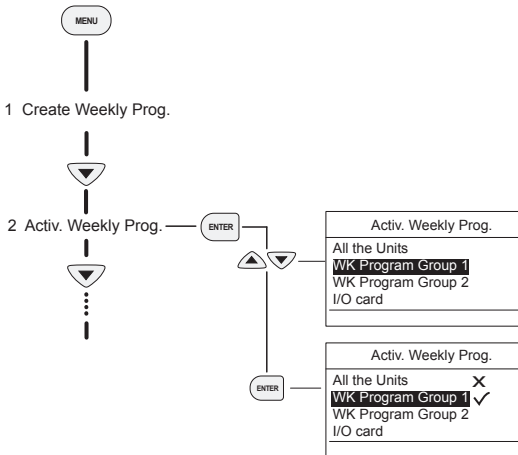 MENU
1 Create Weekly Prog.
2 Activ. Weekly Prog.
ENTER
Activ. Weekly Prog.
All the Units
WK Program Group 1
WK Program Group 2
I/O card
ENTER
Activ. Weekly Prog.
All the Units X
WK Program Group 1 ✓
WK Program Group 2
I/O card